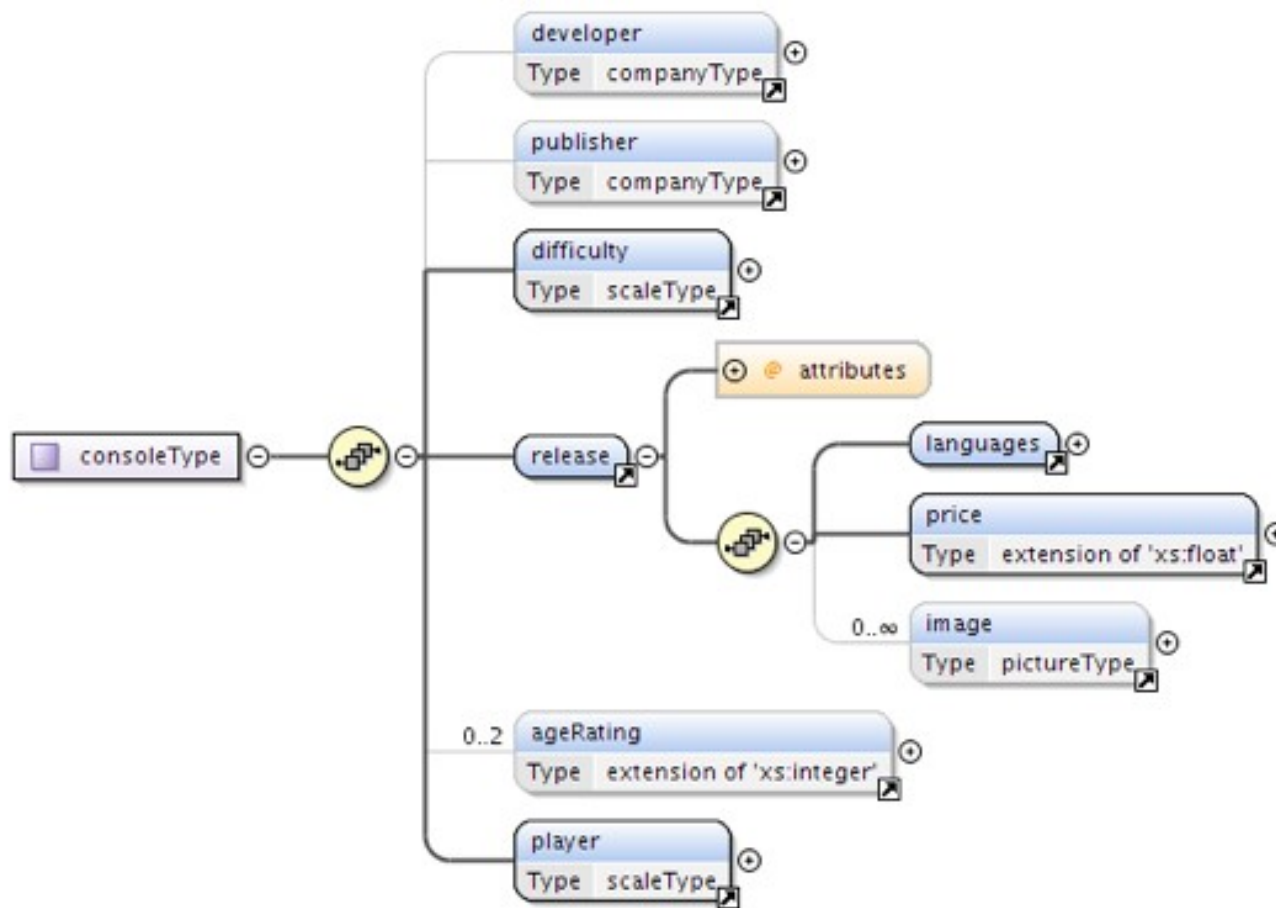 developer
Type companyType
publisher
Type companyType
difficulty
Type scaleType
@ attributes
consoleType
release
languages
price
Type extension of 'xs:float'
0..∞
image
Type pictureType
0..2
ageRating
Type extension of 'xs:integer'
player
Type scaleType